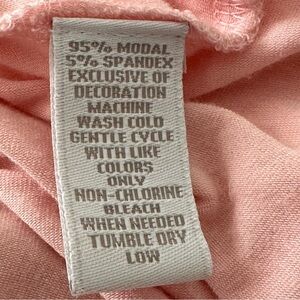 95% MODAL
5% SPANDEX
EXCLUSIVE OF
DECORATION
MACHINE
WASH COLD
GENTLE CYCLE
WITH LIKE
COLORS
ONLY
NON-CHLORINE
BLEACH
WHEN NEEDED
TUMBLE DRY
LOW